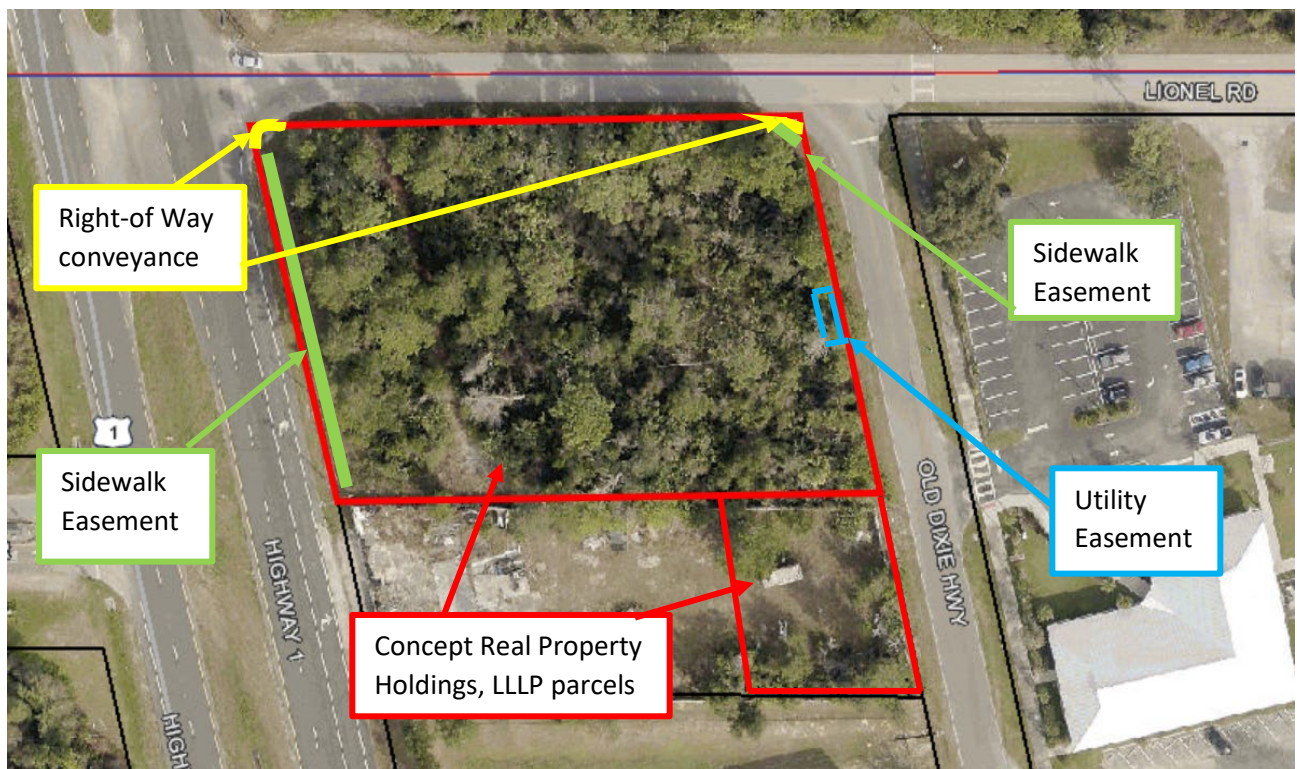 LIONEL RD
Right-of Way
conveyance
Sidewalk
Easement
1
Sidewalk
Easement
HIGHWAY 1
HIGH
OLD DIXIE HWY
Utility
Easement
Concept Real Property
Holdings, LLLP parcels